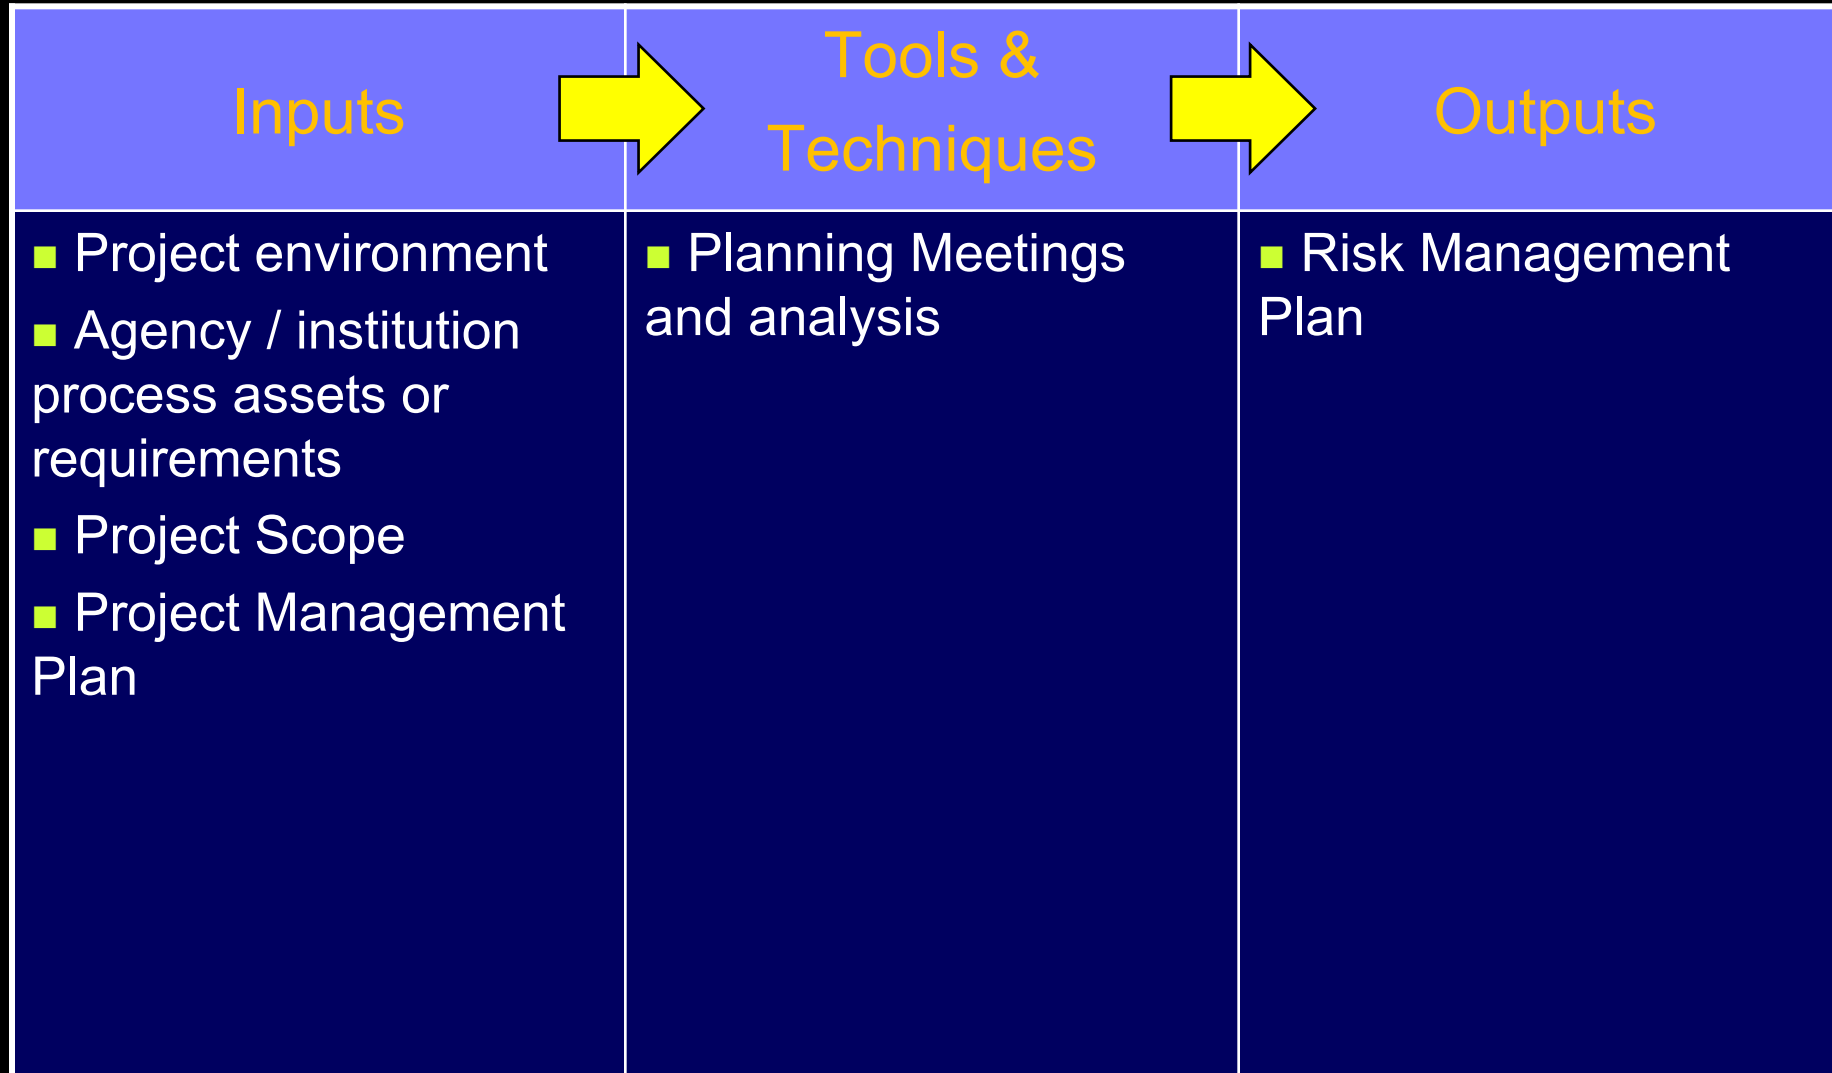 Inputs
Tools &
Techniques
Outputs
Project environment
Agency / institution
process assets or
requirements
Project Scope
Project Management
Plan
Planning Meetings
and analysis
Risk Management
Plan